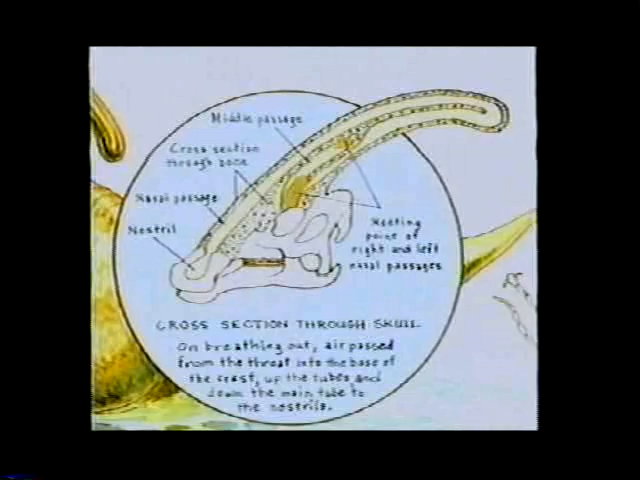 Middle passage
Cross section
through bone
Nasal passage
Nostril
Meeting
point of
right and left
nasal passages
CROSS SECTION THROUGH SKULL
On breathing out, air passed
from the throat into the base of
the crest, up the tubes and
down the main tube to
the nostrils.